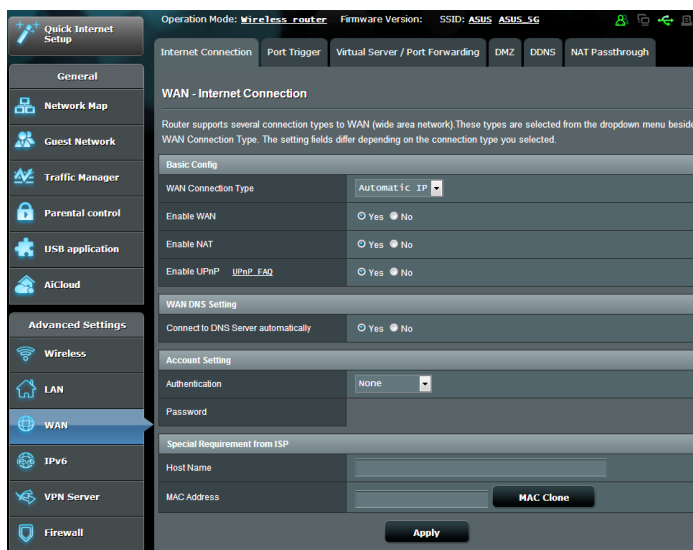 Quick Internet Setup
Operation Mode: Wireless router Firmware Version: SSID: ASUS ASUS_5G
Internet Connection Port Trigger Virtual Server / Port Forwarding DMZ DDNS NAT Passthrough
General
Network Map
Guest Network
Traffic Manager
Parental control
USB application
AiCloud
Advanced Settings
Wireless
LAN
WAN
IPv6
VPN Server
Firewall
WAN - Internet Connection
Router supports several connection types to WAN (wide area network).These types are selected from the dropdown menu beside
WAN Connection Type. The setting fields differ depending on the connection type you selected.
Basic Config
WAN Connection Type Automatic IP
Enable WAN Yes No
Enable NAT Yes No
Enable UPnP UPnP FAQ Yes No
WAN DNS Setting
Connect to DNS Server automatically Yes No
Account Setting
Authentication None
Password
Special Requirement from ISP
Host Name
MAC Address MAC Clone
Apply